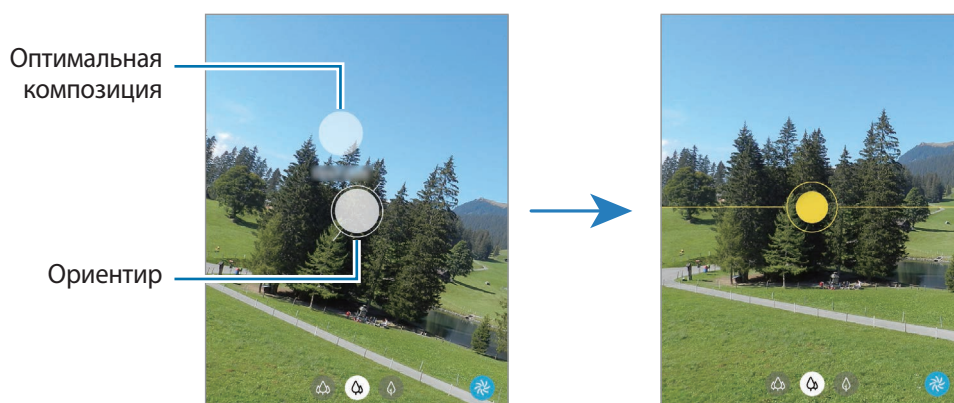 Оптимальная
композиция
Ориентир